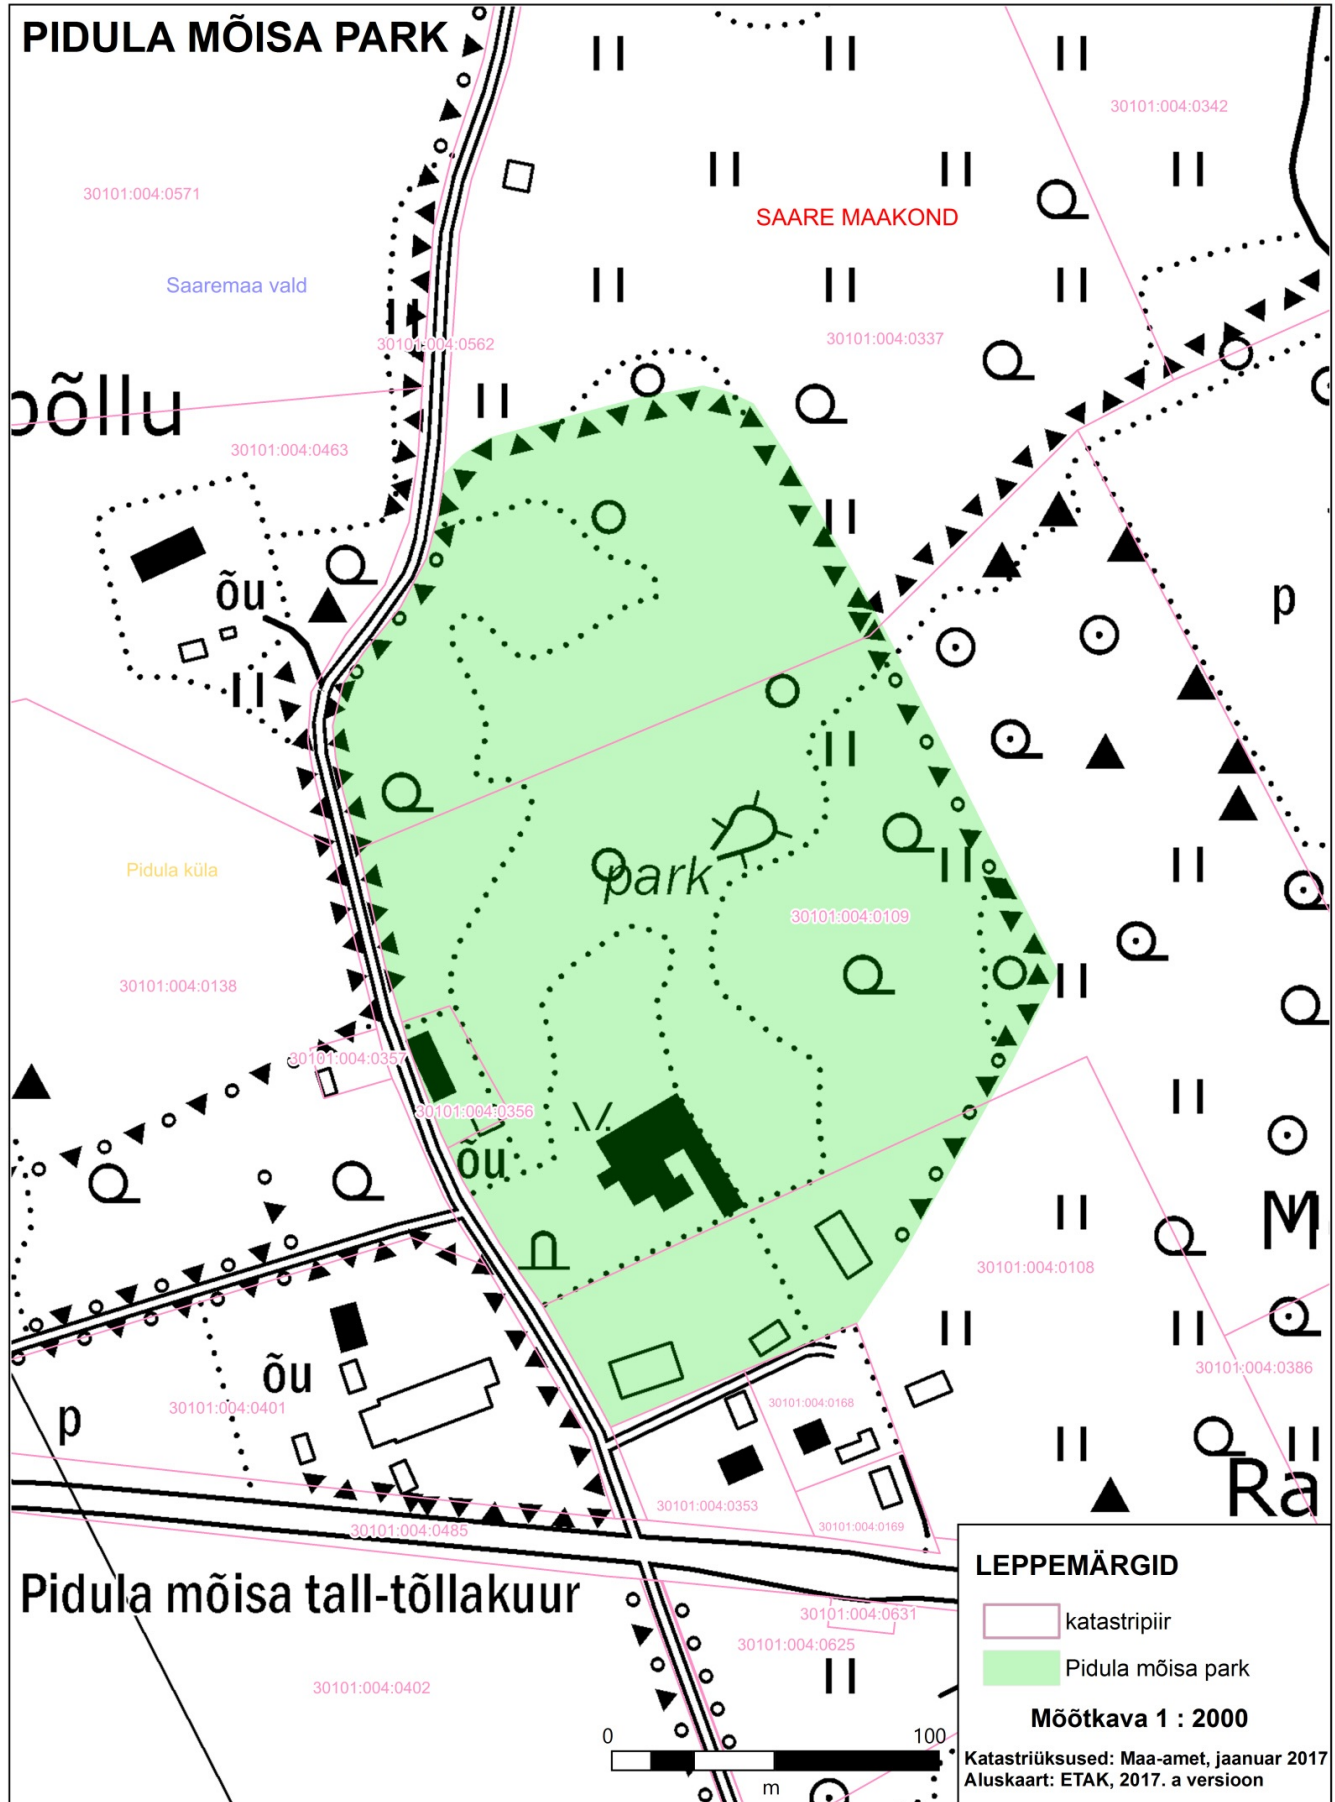 PIDULA MÕISA PARK
30101:004:0342
30101:004:0571
SAARE MAAKOND
Saaremaa vald
30101:004:0337
30101:004:0562
põllu
30101:004:0463
õu
p
park
Pidula küla
30101:004:0109
30101:004:0138
30101:004:0357
30101:004:0356
õu
M
30101:004:0108
30101:004:0386
õu
30101:004:0401
p
30101:004:0168
Ra
30101:004:0353
30101:004:0169
30101:004:0485
Pidula mõisa tall-tõllakuur
30101:004:0631
30101:004:0625
30101:004:0402
LEPPEMÄRGID
katastripiir
Pidula mõisa park
Mõõtkava 1 : 2000
0 100
m
Katastriüksused: Maa-amet, jaanuar 2017
Aluskaart: ETAK, 2017. a versioon